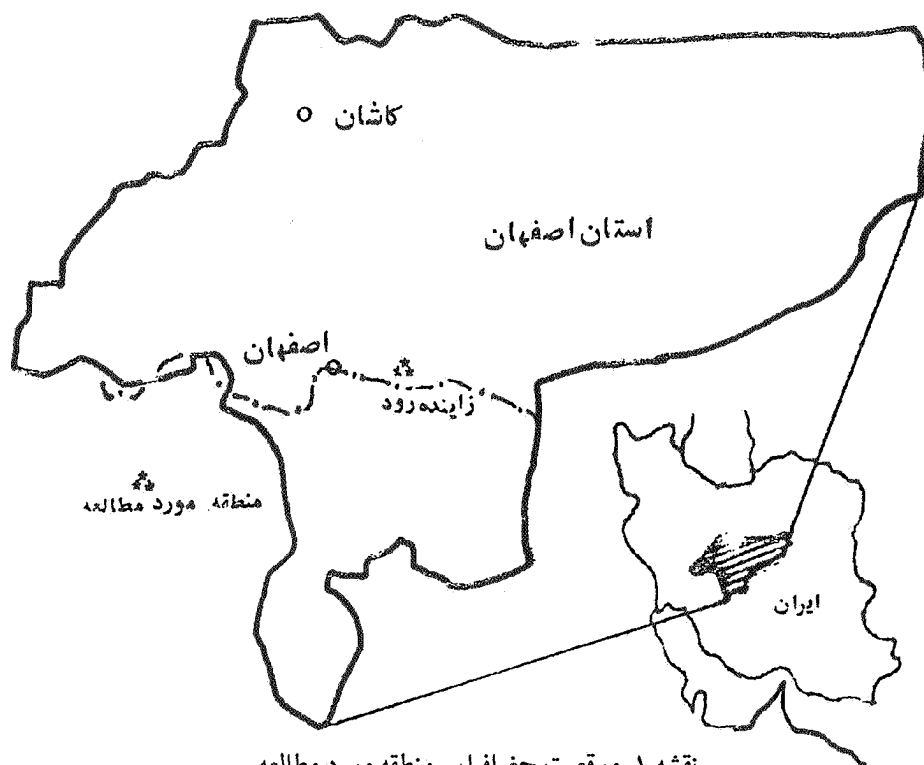 کاشان
استان اصفهان
اصفهان
زاینده رود
منطقه مورد مطالعه
ایران
نقشه ۱. موقعیت جغرافیایی منطقه مورد مطالعه